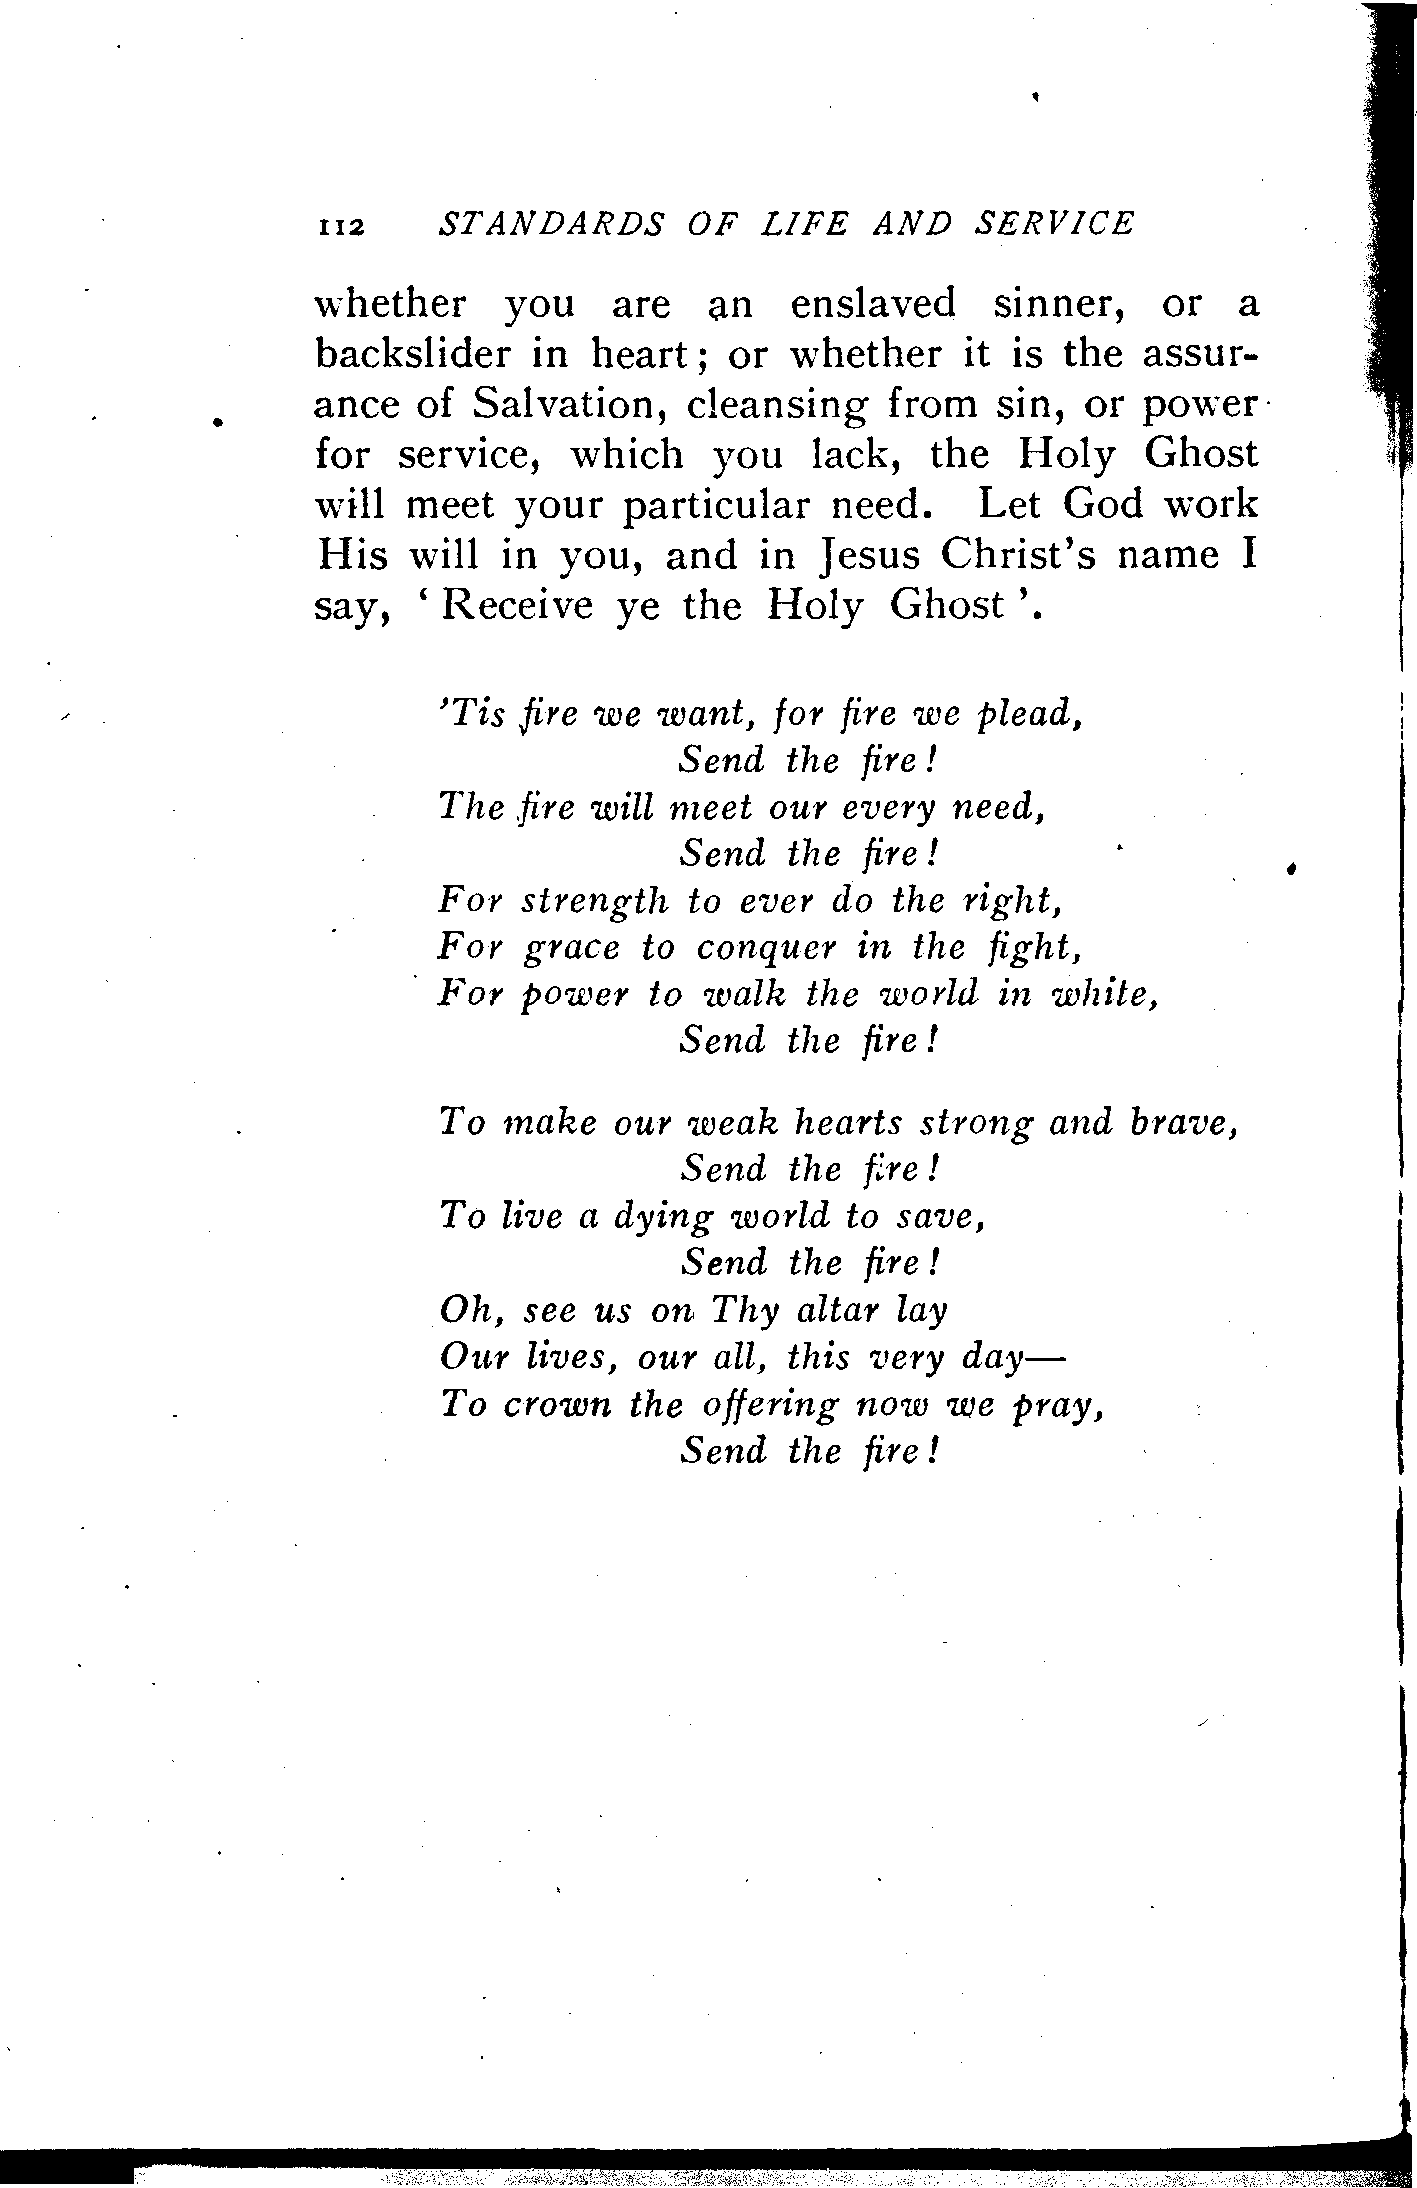 112 STANDARDS OF LIFE AND SERVICE
whether you are an enslaved sinner, or a
backslider in heart; or whether it is the assur-
ance of Salvation, cleansing from sin, or power
for service, which you lack, the Holy Ghost
will meet your particular need. Let God work
His will in you, and in Jesus Christ's name I
say, ‘ Receive ye the Holy Ghost ’.
’Tis fire we want, for fire we plead,
Send the fire !
The fire will meet our every need,
Send the fire !
For strength to ever do the right,
For grace to conquer in the fight,
For power to walk the world in white,
Send the fire !
To make our weak hearts strong and brave,
Send the fire !
To live a dying world to save,
Send the fire !
Oh, see us on Thy altar lay
Our lives, our all, this very day—
To crown the offering now we pray,
Send the fire !